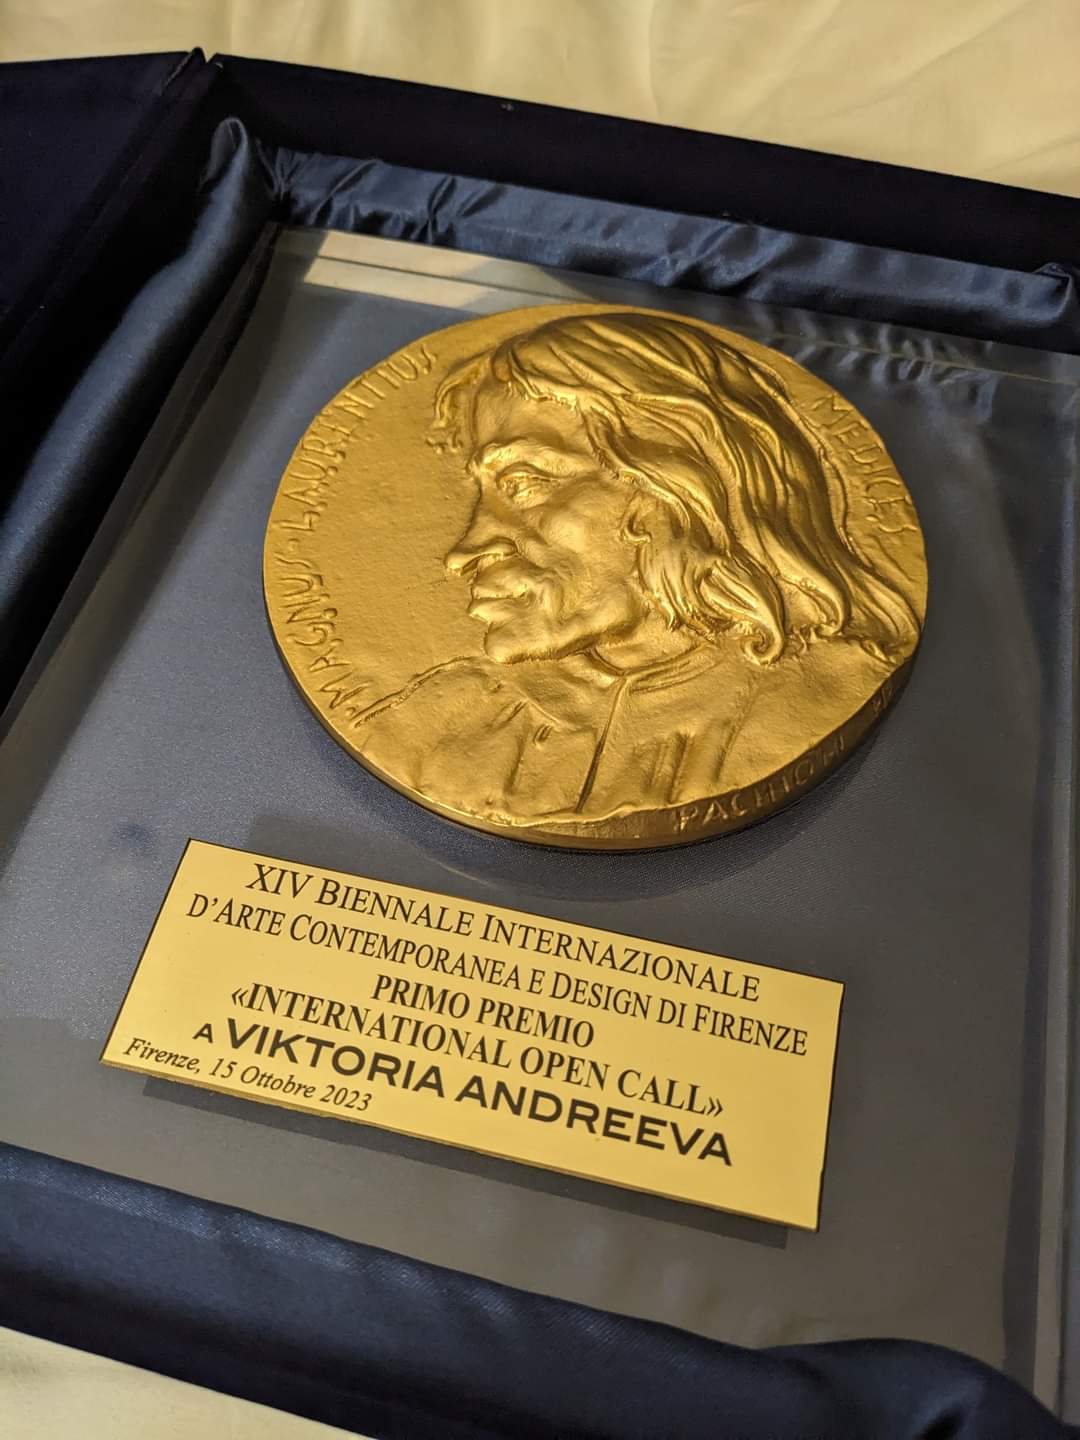 MAGNUS · LAURENTIUS
MEDICES
PACHIONI
XIV BIENNALE INTERNAZIONALE
D'ARTE CONTEMPORANEA E DESIGN DI FIRENZE
PRIMO PREMIO
«INTERNATIONAL OPEN CALL»
A VIKTORIA ANDREEVA
Firenze, 15 Ottobre 2023